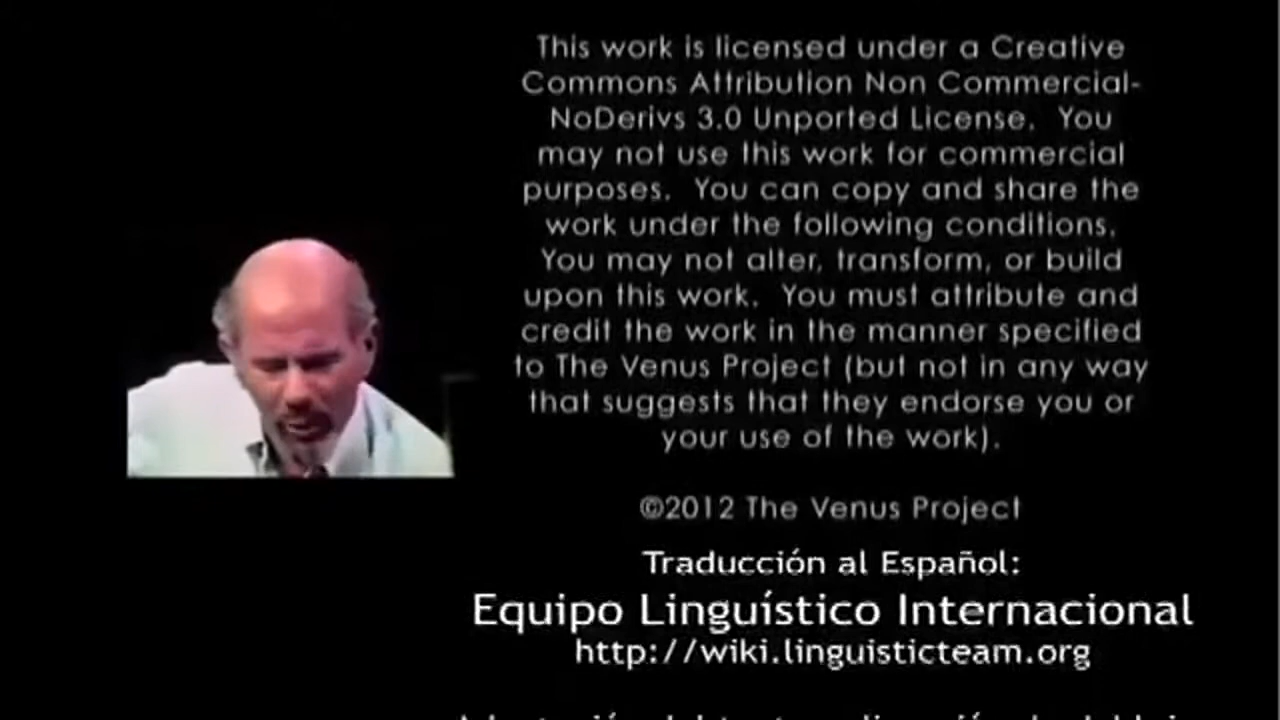 This work is licensed under a Creative
Commons Attribution Non Commercial-
NoDerivs 3.0 Unported License.  You
may not use this work for commercial
purposes.  You can copy and share the
work under the following conditions.
You may not alter, transform, or build
upon this work.  You must attribute and
credit the work in the manner specified
to The Venus Project (but not in any way
that suggests that they endorse you or
your use of the work).
©2012 The Venus Project
Traducción al Español:
Equipo Linguístico Internacional
http://wiki.linguisticteam.org